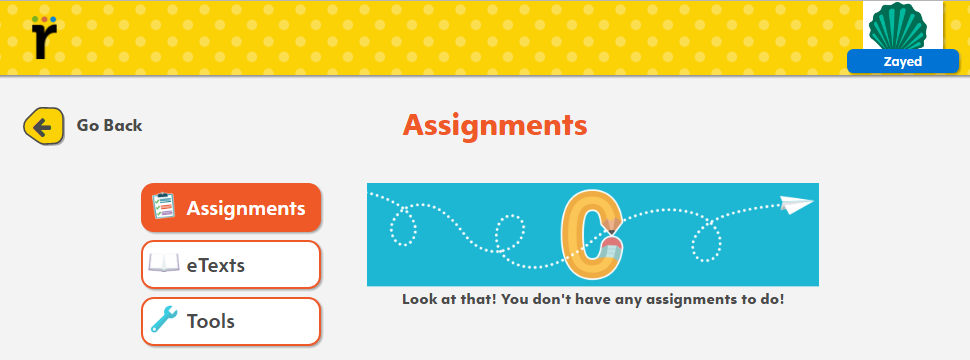 r
Zayed
Go Back
Assignments
Assignments
eTexts
Tools
Look at that! You don't have any assignments to do!